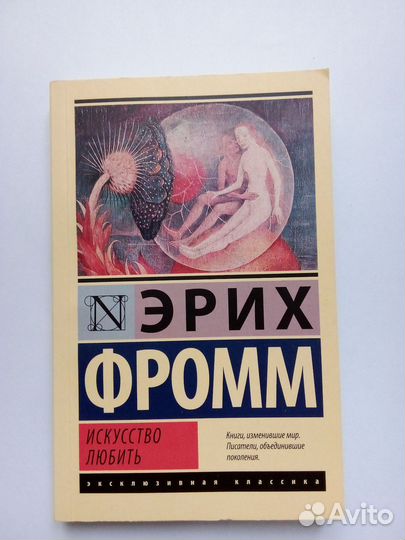 N ЭРИХ
ФРОММ
ИСКУССТВО
ЛЮБИТЬ
Книги, изменившие мир.
Писатели, объединившие
поколения.
эксклюзивная классика
Avito